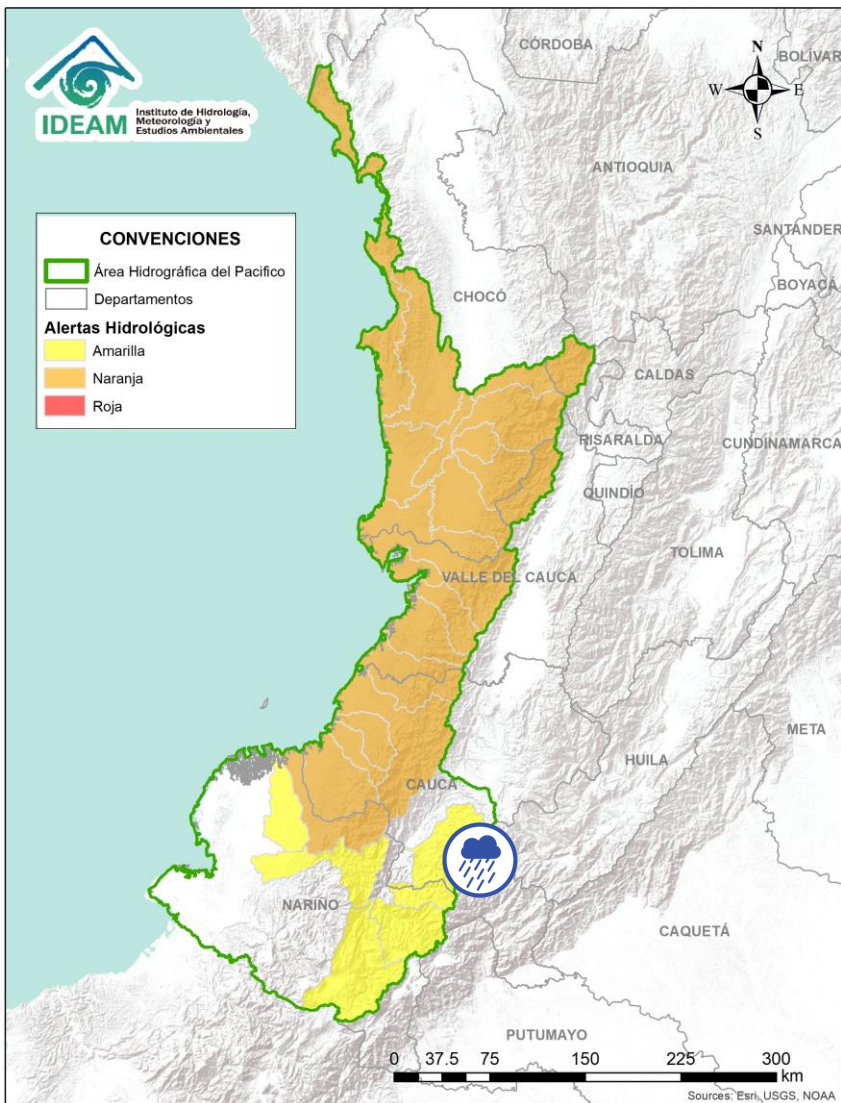 IDEAM
Instituto de Hidrología,
Meteorología y
Estudios Ambientales
CONVENCIONES
Área Hidrográfica del Pacifico
Departamentos
Alertas Hidrológicas
Amarilla
Naranja
Roja
N
W E
S
CÓRDOBA
BOLÍVAR
ANTIOQUIA
SANTANDER
BOYACÁ
CHOCÓ
CALDAS
RISARALDA
CUNDINAMARCA
QUINDÍO
TOLIMA
VALLE DEL CAUCA
META
HUILA
CAUCA
NARIÑO
CAQUETÁ
PUTUMAYO
0 37.5 75 150 225 300
km
Sources: Esri, USGS, NOAA